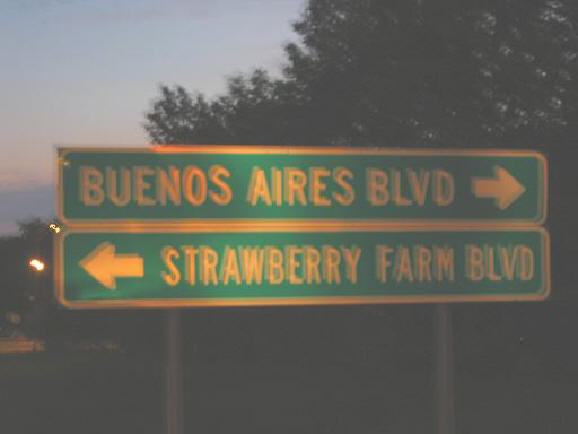 BUENOS AIRES BLVD
STRAWBERRY FARM BLVD